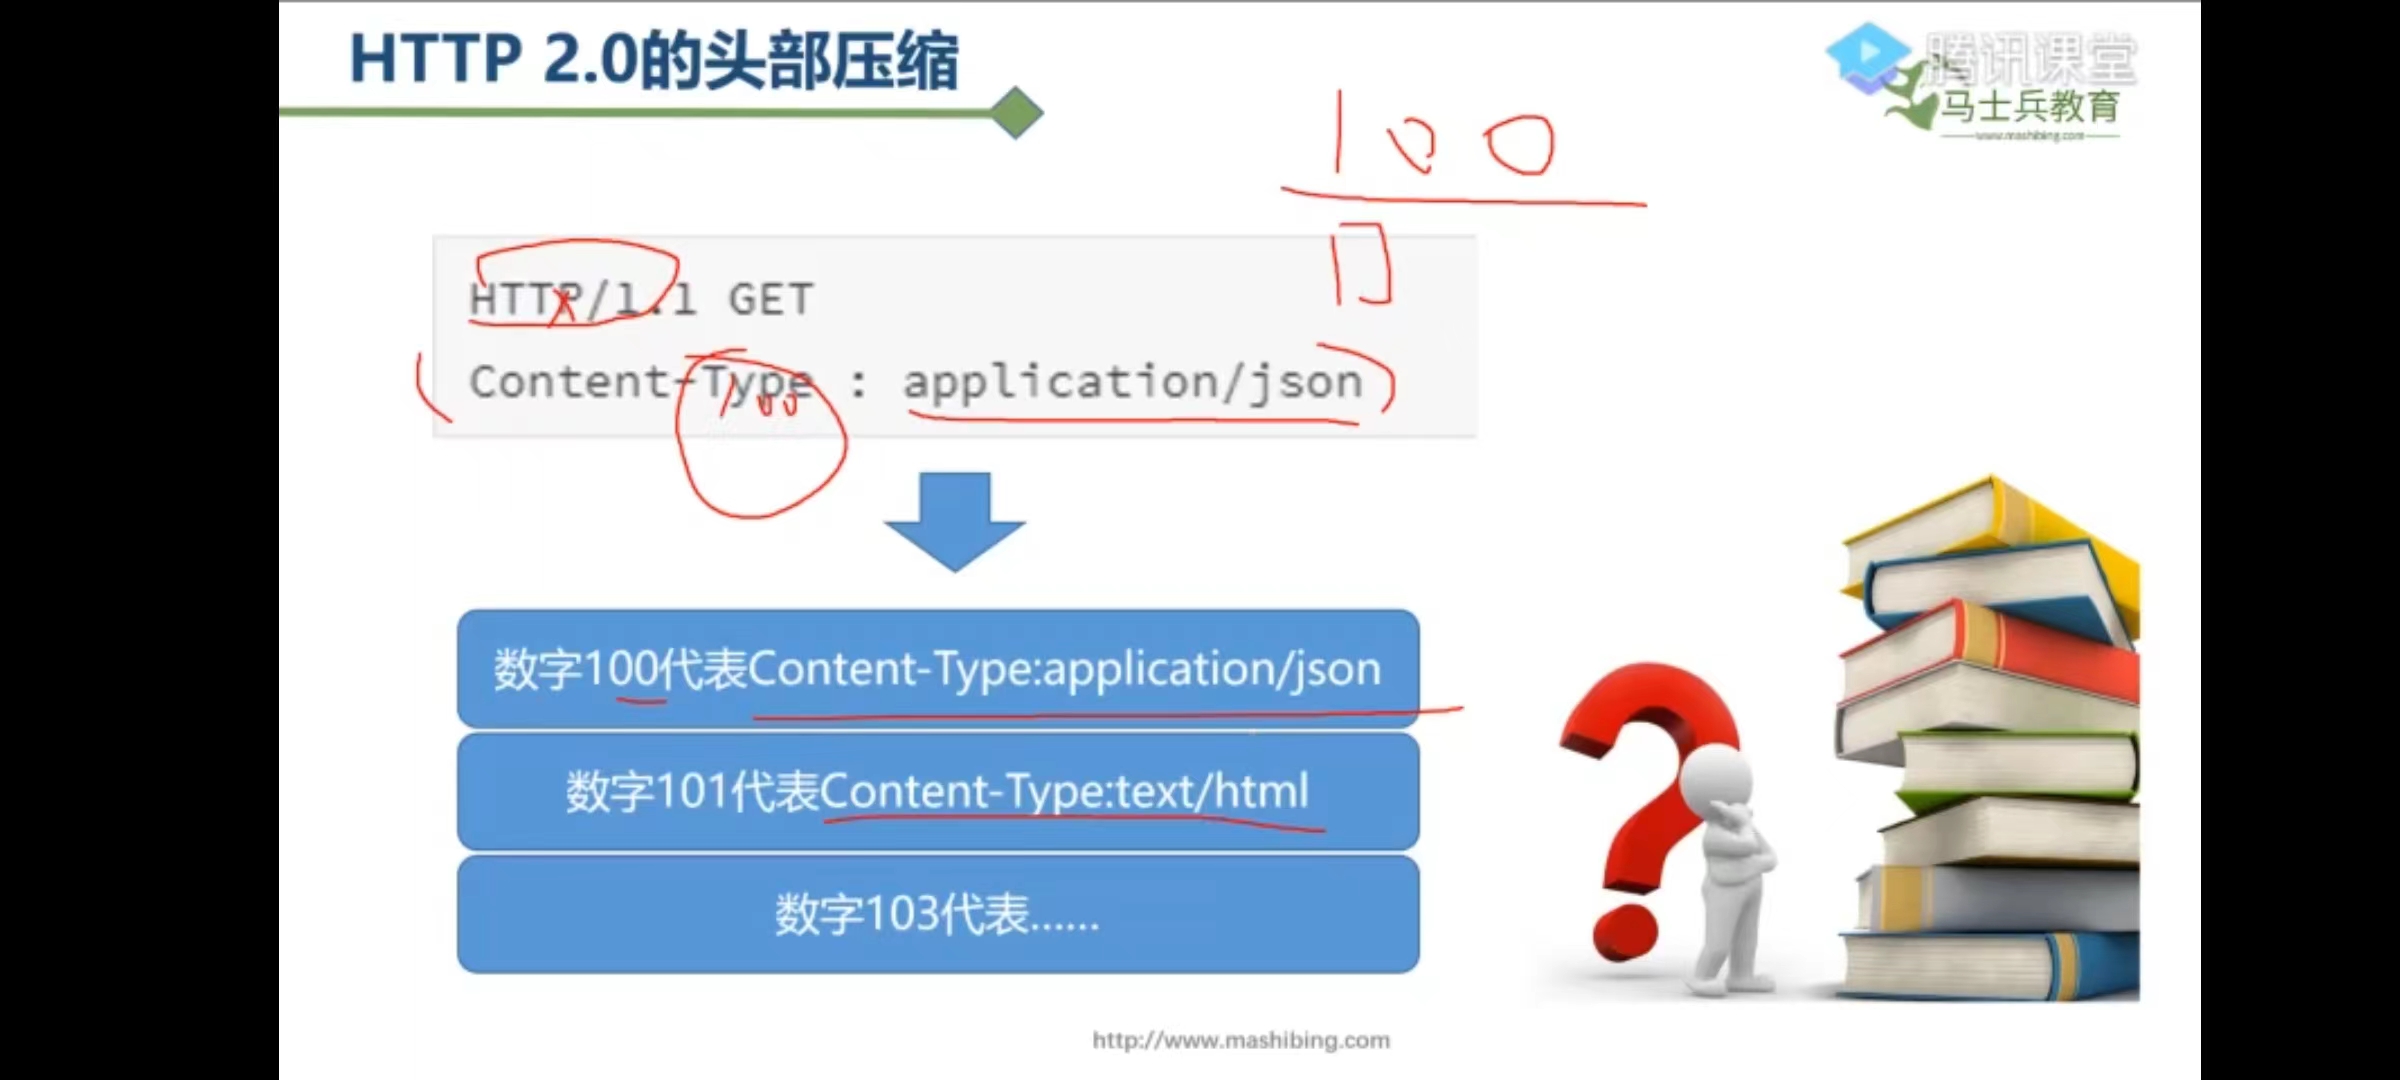 HTTP 2.0的头部压缩
腾讯课堂
马士兵教育
www.mashibing.com
100
HTTP/1.1 GET
Content-Type : application/json
100
数字100代表Content-Type:application/json
数字101代表Content-Type:text/html
数字103代表……
http://www.mashibing.com